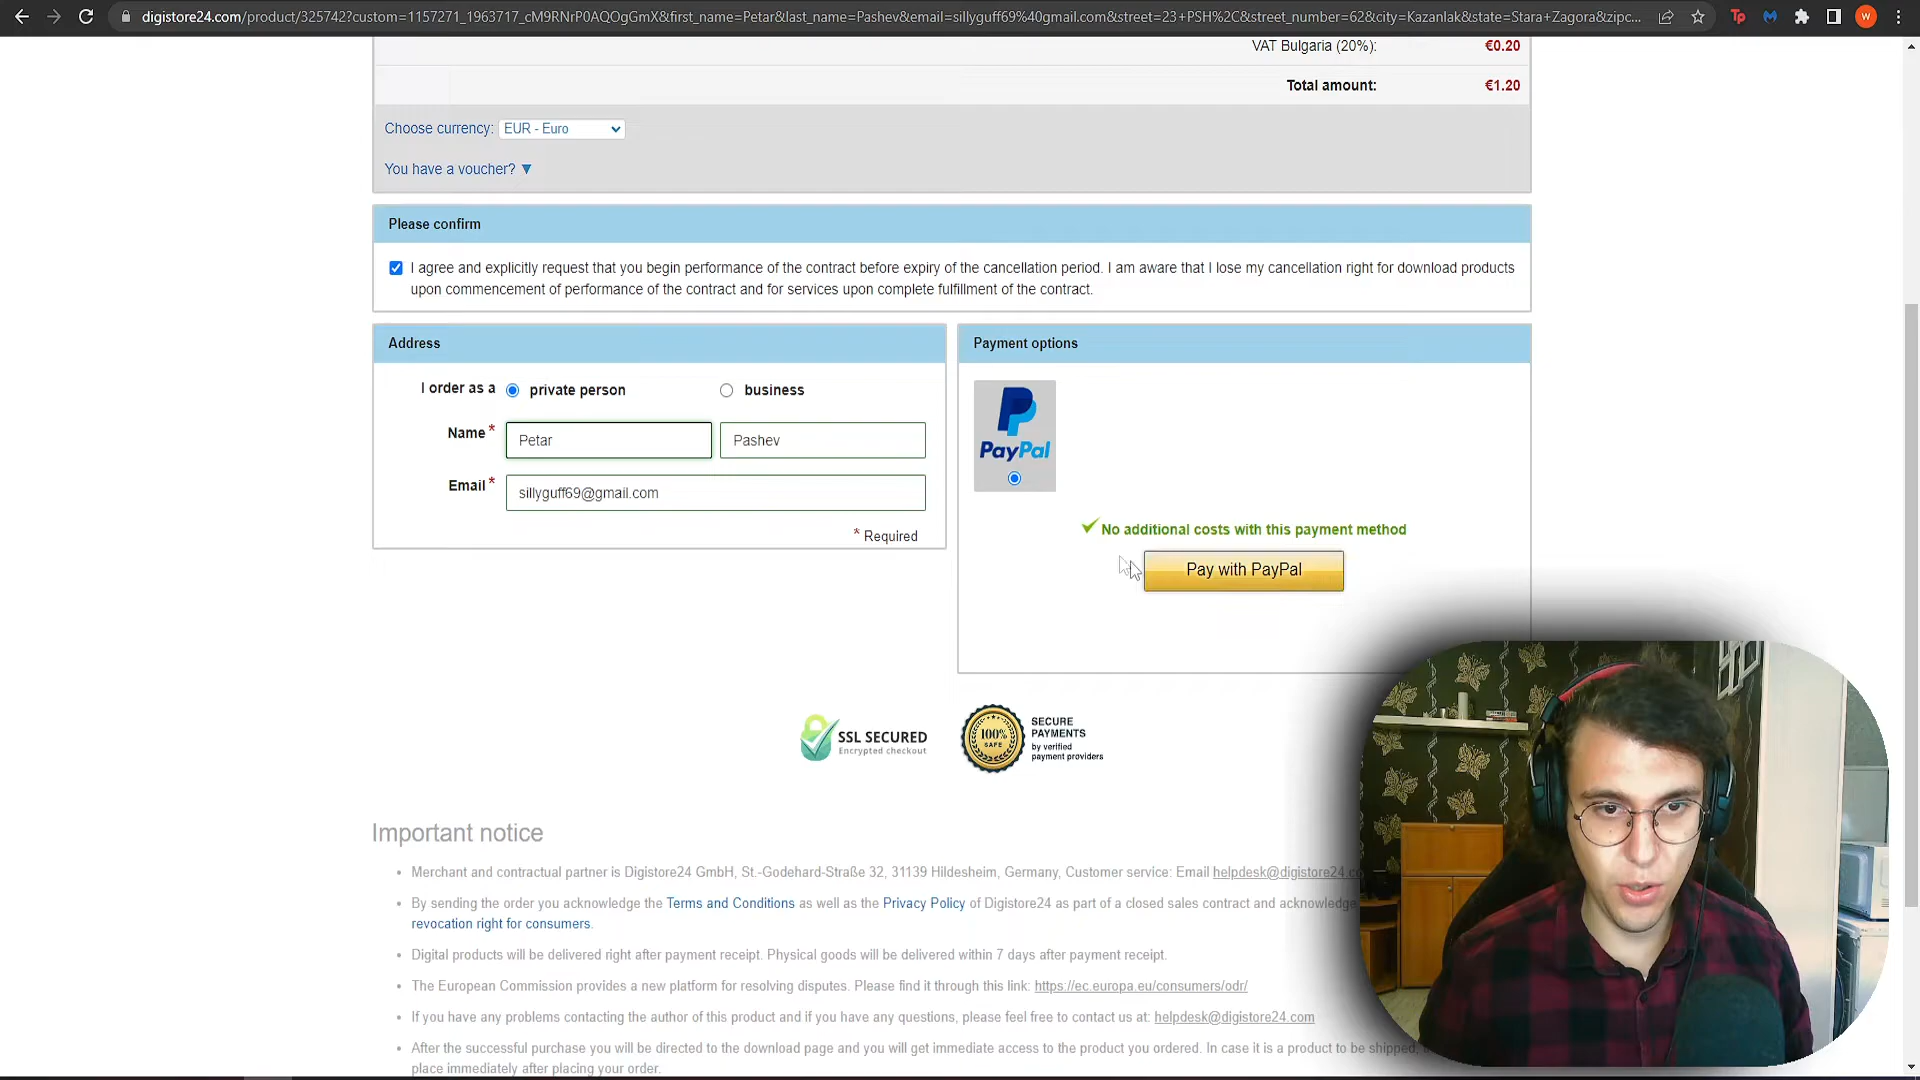 digistore24.com/product/325742?custom=1157271_1963717_cM9RNrP0AQOgGmX&first_name=Petar&last_name=Pashev&email=sillyguff69%40gmail.com&street=23+PSH%2C&street_number=62&city=Kazanlak&state=Stara+Zagora&zipc...
Tp
W
VAT Bulgaria (20%): €0.20
Total amount: €1.20
Choose currency: EUR - Euro
You have a voucher? ▼
Please confirm
I agree and explicitly request that you begin performance of the contract before expiry of the cancellation period. I am aware that I lose my cancellation right for download products
upon commencement of performance of the contract and for services upon complete fulfillment of the contract.
Address
I order as a private person business
Name * Petar Pashev
Email * sillyguff69@gmail.com
* Required
Payment options
PayPal
No additional costs with this payment method
Pay with PayPal
SSL SECURED
Encrypted checkout
100%
SAFE
SECURE
PAYMENTS
by verified
payment providers
Important notice
• Merchant and contractual partner is Digistore24 GmbH, St.-Godehard-Straße 32, 31139 Hildesheim, Germany, Customer service: Email helpdesk@digistore24.co
• By sending the order you acknowledge the Terms and Conditions as well as the Privacy Policy of Digistore24 as part of a closed sales contract and acknowledge
revocation right for consumers.
• Digital products will be delivered right after payment receipt. Physical goods will be delivered within 7 days after payment receipt.
• The European Commission provides a new platform for resolving disputes. Please find it through this link: https://ec.europa.eu/consumers/odr/
• If you have any problems contacting the author of this product and if you have any questions, please feel free to contact us at: helpdesk@digistore24.com
• After the successful purchase you will be directed to the download page and you will get immediate access to the product you ordered. In case it is a product to be shipped,
place immediately after placing your order.